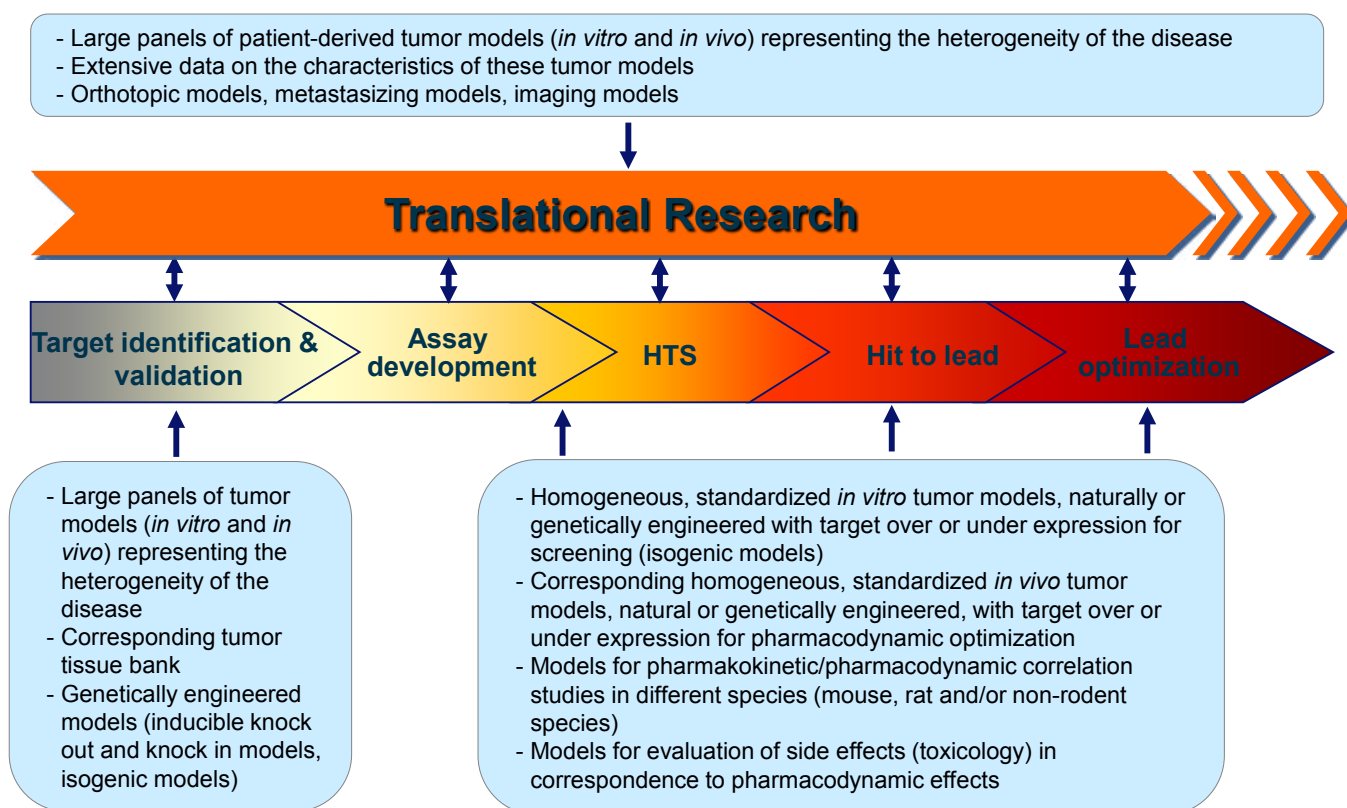 - Large panels of patient-derived tumor models (in vitro and in vivo) representing the heterogeneity of the disease
- Extensive data on the characteristics of these tumor models
- Orthotopic models, metastasizing models, imaging models
Translational Research
Target identification &
validation
Assay
development
HTS
Hit to lead
Lead
optimization
- Large panels of tumor
models (in vitro and in
vivo) representing the
heterogeneity of the
disease
- Corresponding tumor
tissue bank
- Genetically engineered
models (inducible knock
out and knock in models,
isogenic models)
- Homogeneous, standardized in vitro tumor models, naturally or
genetically engineered with target over or under expression for
screening (isogenic models)
- Corresponding homogeneous, standardized in vivo tumor
models, natural or genetically engineered, with target over or
under expression for pharmacodynamic optimization
- Models for pharmakokinetic/pharmacodynamic correlation
studies in different species (mouse, rat and/or non-rodent
species)
- Models for evaluation of side effects (toxicology) in
correspondence to pharmacodynamic effects